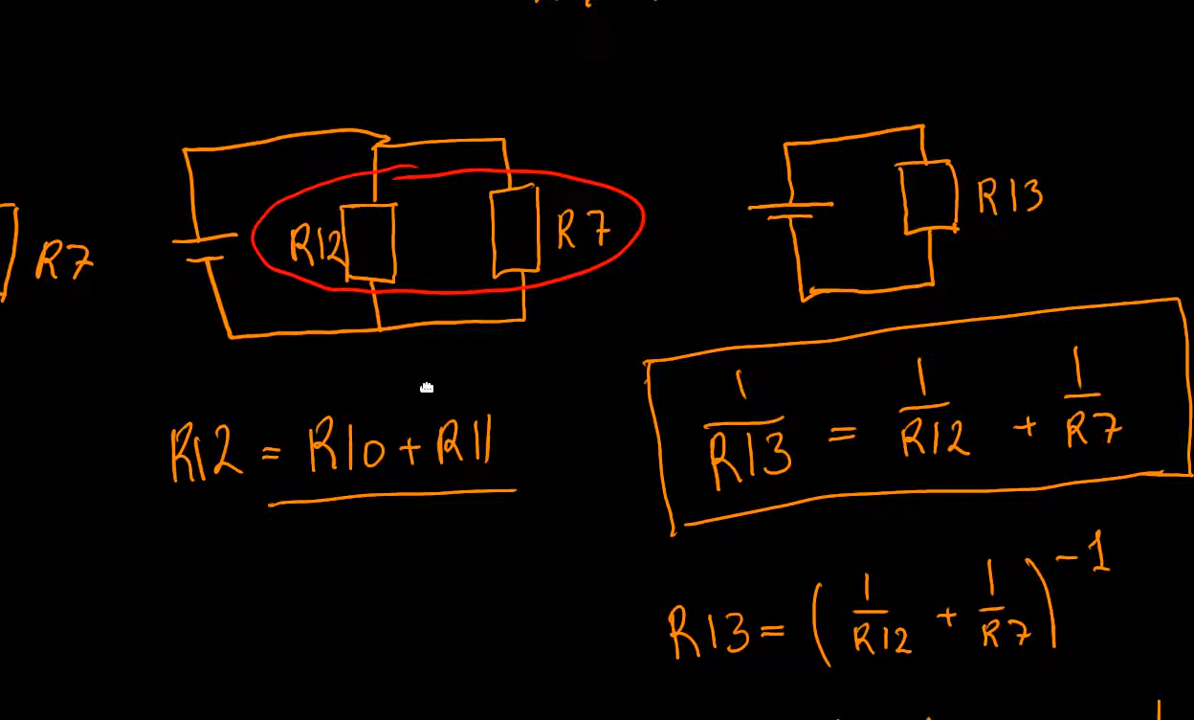 R7
R12
R7
R13
R12 = R10 + R11
1/R13 = 1/R12 + 1/R7
R13 = (1/R12 + 1/R7)^-1